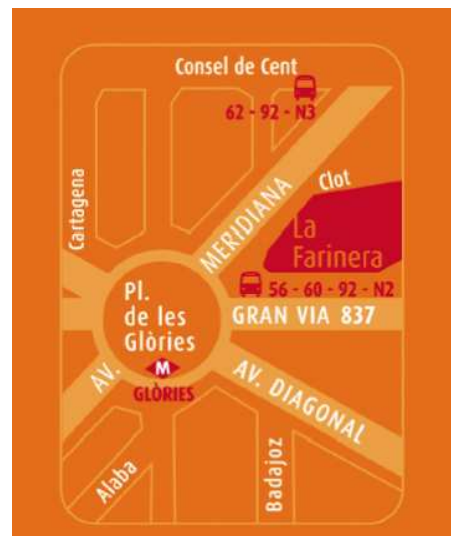 Consel de Cent
62 - 92 - N3
Cartagena
MERIDIANA
Clot
La
Farinera
56 - 60 - 92 - N2
Pl.
de les
Glòries
GRAN VIA 837
M
GLÒRIES
AV.
AV. DIAGONAL
Alaba
Badajoz